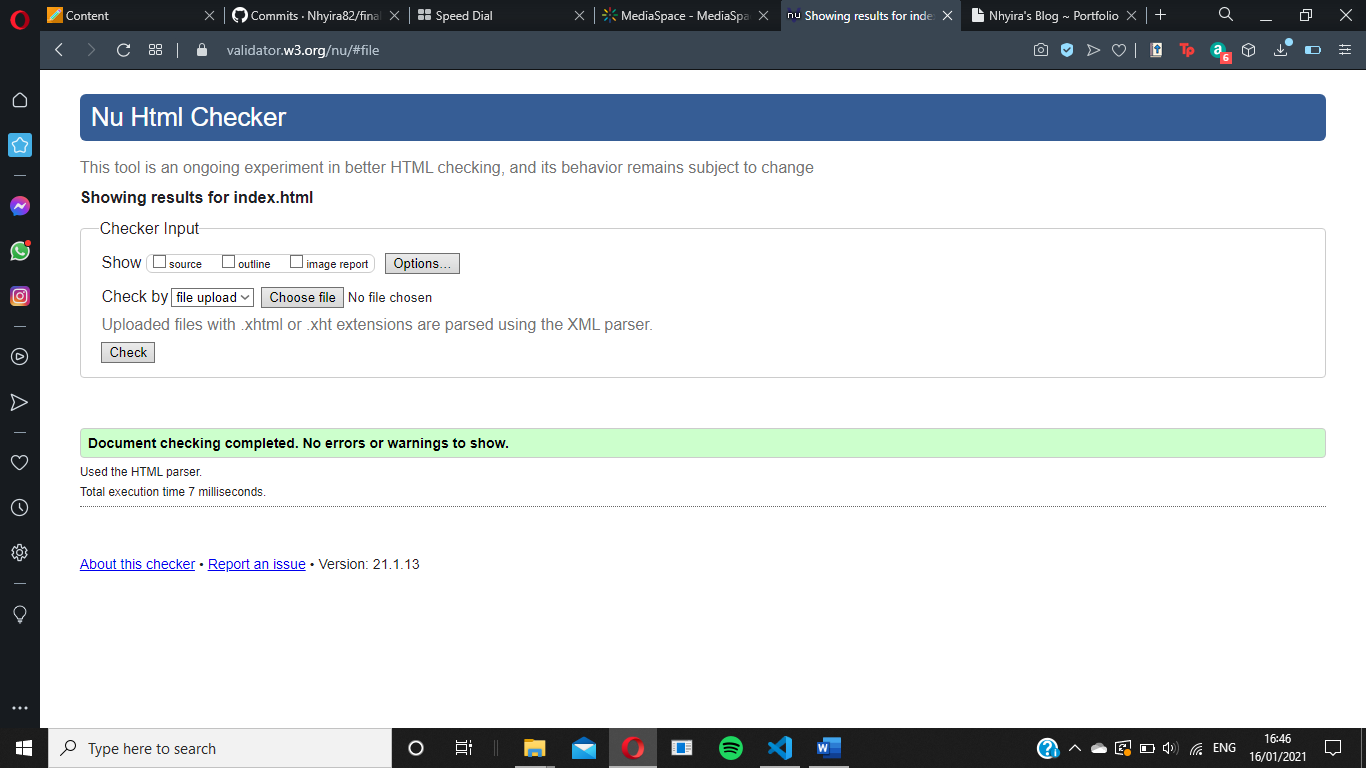 Content
Commits · Nhyira82/fina
Speed Dial
MediaSpace - MediaSpa
nu Showing results for inde
Nhyira's Blog ~ Portfolio
validator.w3.org/nu/#file
Tp
a
6
Nu Html Checker
This tool is an ongoing experiment in better HTML checking, and its behavior remains subject to change
Showing results for index.html
Checker Input
Show source outline image report Options...
Check by file upload Choose file No file chosen
Uploaded files with .xhtml or .xht extensions are parsed using the XML parser.
Check
Document checking completed. No errors or warnings to show.
Used the HTML parser.
Total execution time 7 milliseconds.
About this checker • Report an issue • Version: 21.1.13
Type here to search
ENG
16:46
16/01/2021